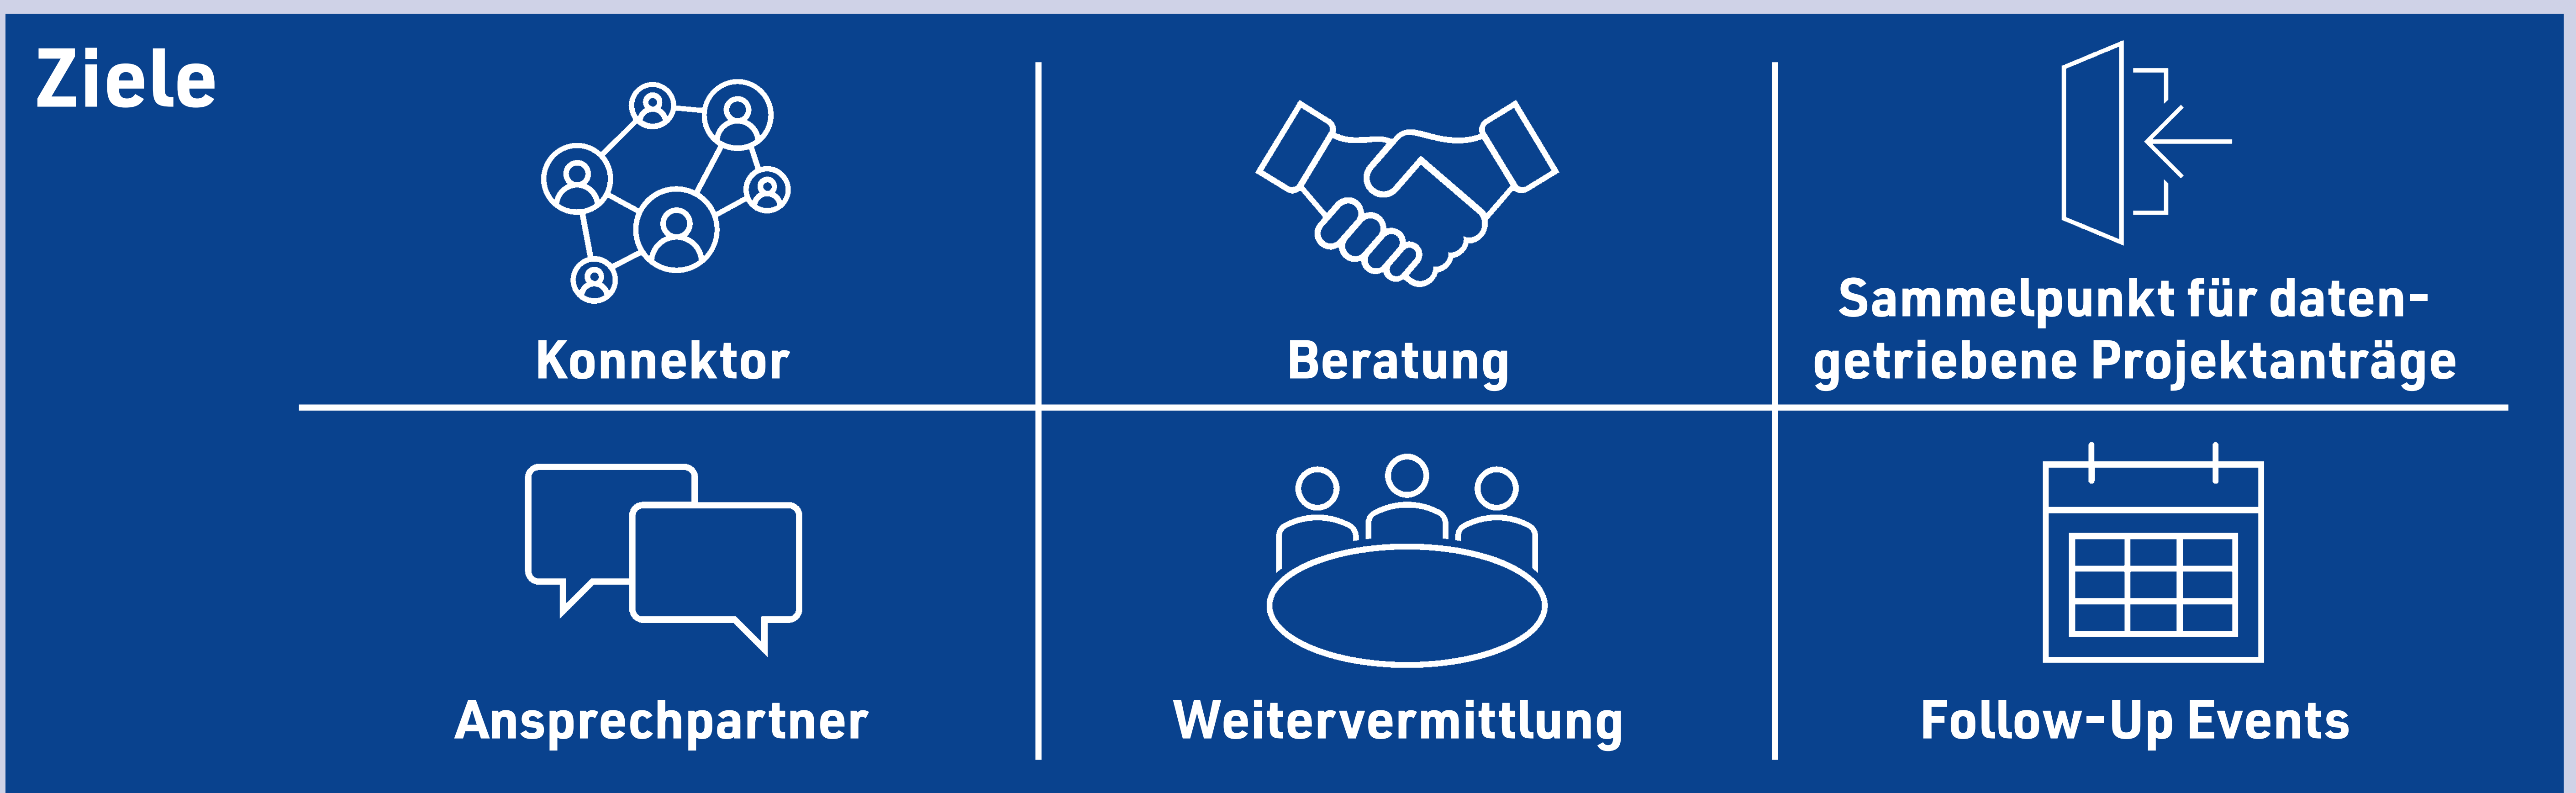 Ziele
Konnektor
Beratung
Sammelpunkt für daten-
getriebene Projektanträge
Ansprechpartner
Weitervermittlung
Follow-Up Events